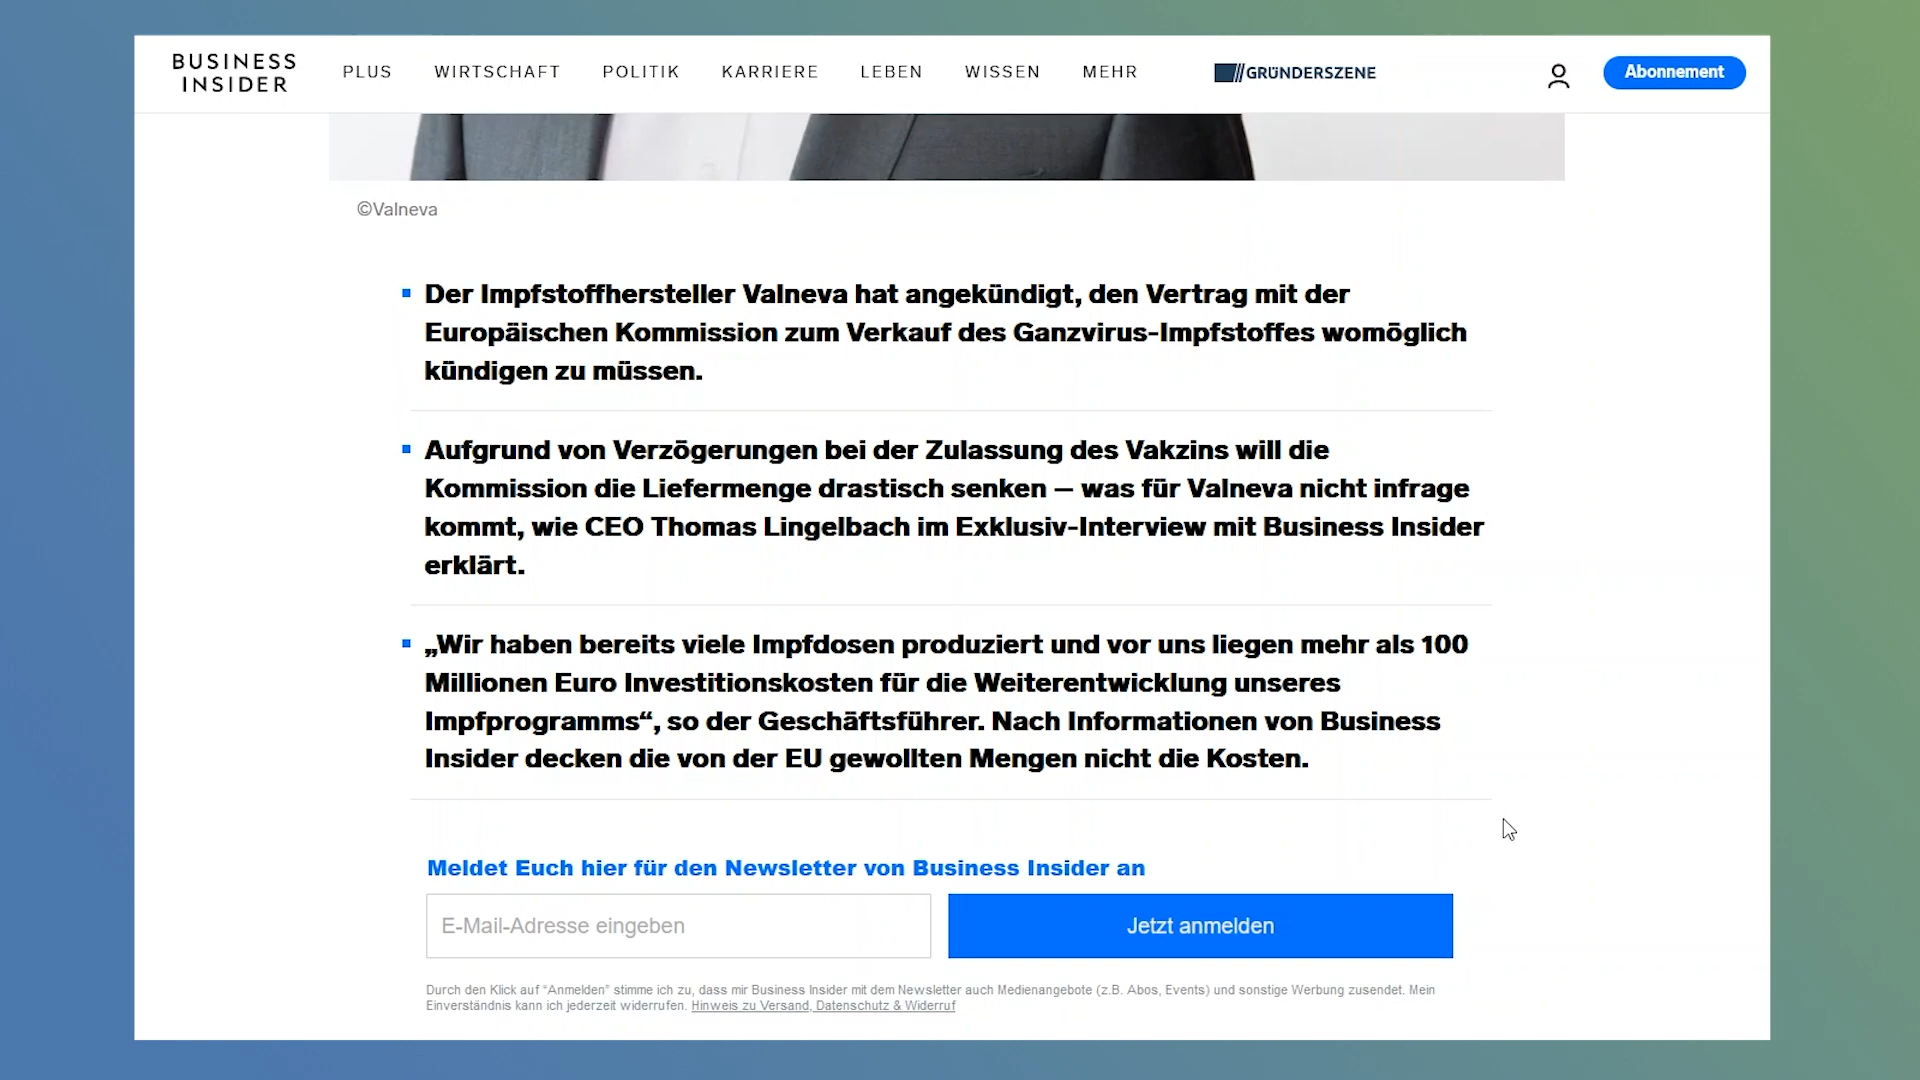 BUSINESS
INSIDER
PLUS WIRTSCHAFT POLITIK KARRIERE LEBEN WISSEN MEHR GRÜNDERSZENE Abonnement
©Valneva
Der Impfstoffhersteller Valneva hat angekündigt, den Vertrag mit der
Europäischen Kommission zum Verkauf des Ganzvirus-Impfstoffes womöglich
kündigen zu müssen.
Aufgrund von Verzögerungen bei der Zulassung des Vakzins will die
Kommission die Liefermenge drastisch senken – was für Valneva nicht infrage
kommt, wie CEO Thomas Lingelbach im Exklusiv-Interview mit Business Insider
erklärt.
„Wir haben bereits viele Impfdosen produziert und vor uns liegen mehr als 100
Millionen Euro Investitionskosten für die Weiterentwicklung unseres
Impfprogramms“, so der Geschäftsführer. Nach Informationen von Business
Insider decken die von der EU gewollten Mengen nicht die Kosten.
Meldet Euch hier für den Newsletter von Business Insider an
E-Mail-Adresse eingeben
Jetzt anmelden
Durch den Klick auf “Anmelden” stimme ich zu, dass mir Business Insider mit dem Newsletter auch Medienangebote (z.B. Abos, Events) und sonstige Werbung zusendet. Mein
Einverständnis kann ich jederzeit widerrufen. Hinweis zu Versand, Datenschutz & Widerruf